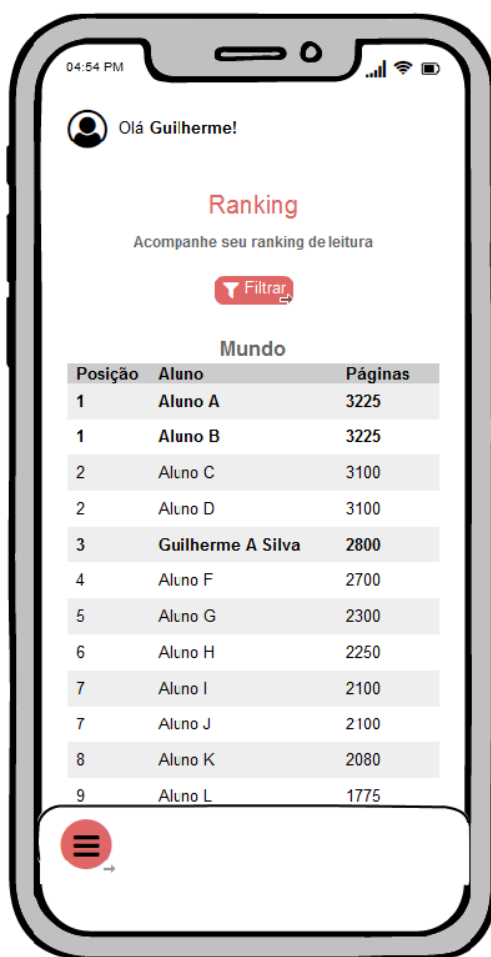 04:54 PM
Olá Guilherme!
Ranking
Acompanhe seu ranking de leitura
Filtrar
Mundo
Posição Aluno Páginas
1 Aluno A 3225
1 Aluno B 3225
2 Aluno C 3100
2 Aluno D 3100
3 Guilherme A Silva 2800
4 Aluno F 2700
5 Aluno G 2300
6 Aluno H 2250
7 Aluno I 2100
7 Aluno J 2100
8 Aluno K 2080
9 Aluno L 1775